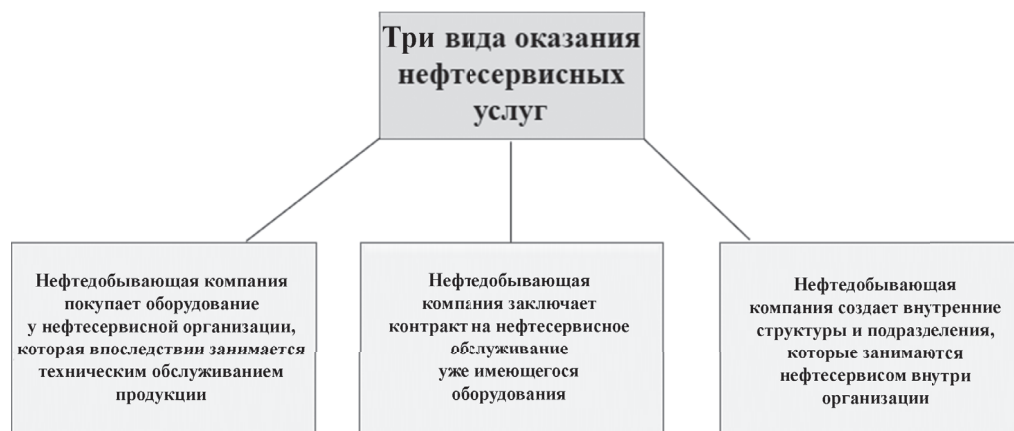 Три вида оказания
нефтесервисных
услуг
Нефтедобывающая компания
покупает оборудование
у нефтесервисной организации,
которая впоследствии занимается
техническим обслуживанием
продукции
Нефтедобывающая
компания заключает
контракт на нефтесервисное
обслуживание
уже имеющегося
оборудования
Нефтедобывающая
компания создает внутренние
структуры и подразделения,
которые занимаются
нефтесервисом внутри
организации